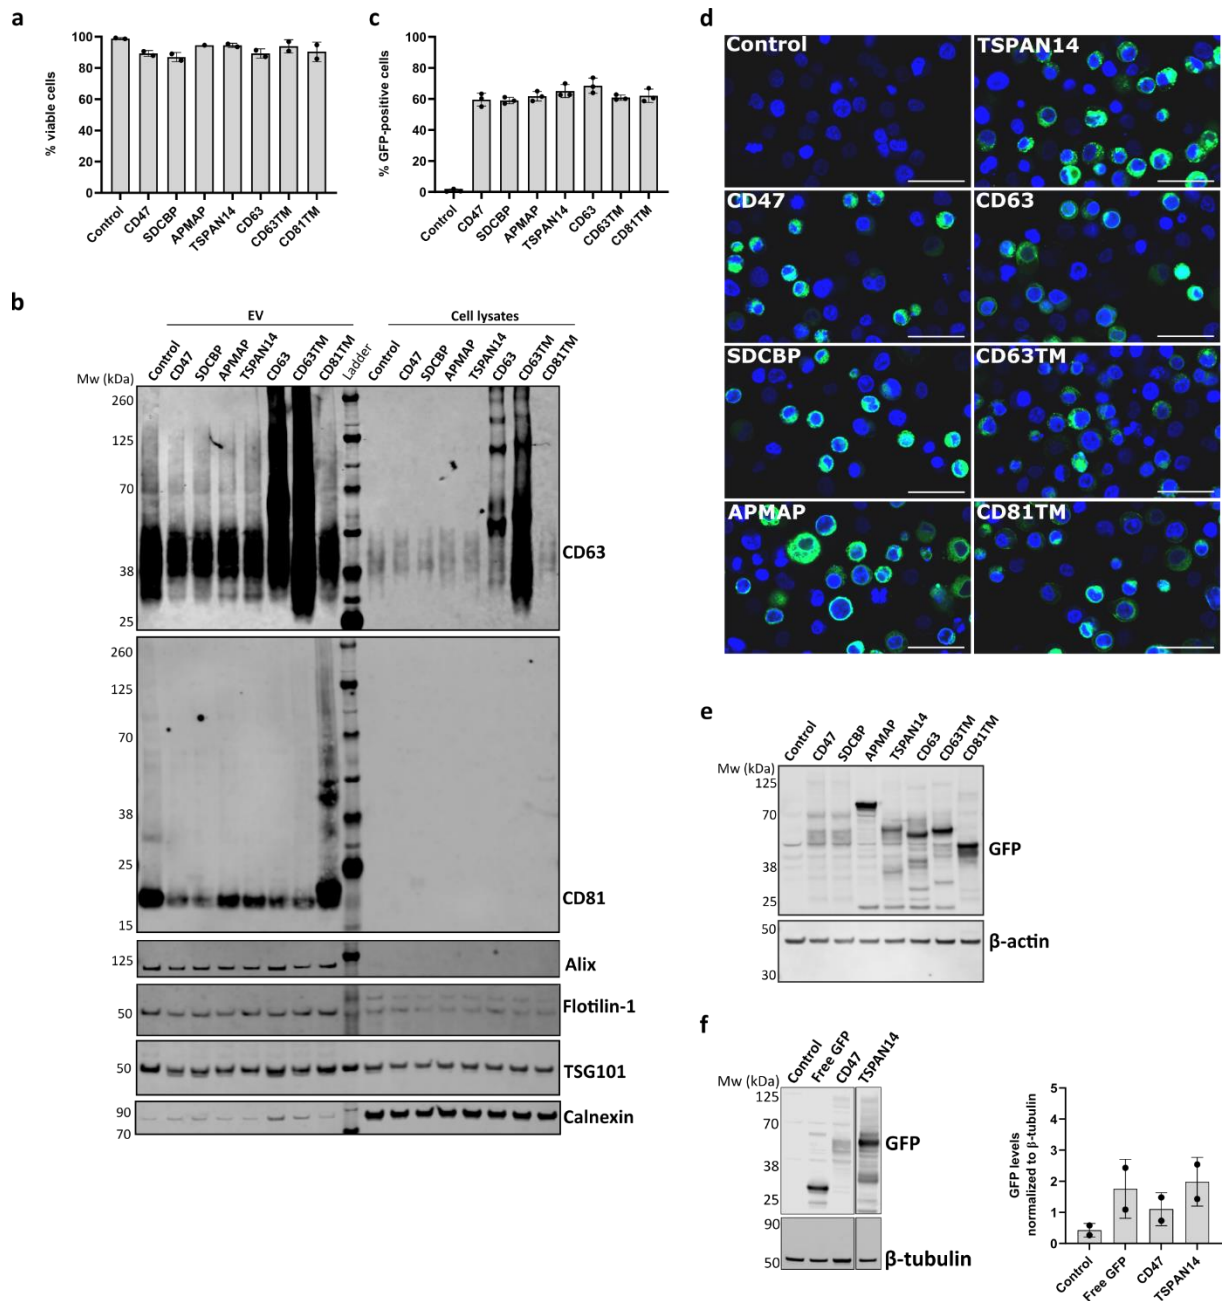 a
% viable cells
100
80
60
40
20
0
Control
CD47
SDCBP
APMAP
TSPAN14
CD63
CD63TM
CD81TM
c
% GFP-positive cells
100
80
60
40
20
0
Control
CD47
SDCBP
APMAP
TSPAN14
CD63
CD63TM
CD81TM
d
Control
TSPAN14
CD47
CD63
SDCBP
CD63TM
APMAP
CD81TM
b
EV
Cell lysates
Control
CD47
SDCBP
APMAP
TSPAN14
CD63
CD63TM
CD81TM
Ladder
Control
CD47
SDCBP
APMAP
TSPAN14
CD63
CD63TM
CD81TM
Mw (kDa)
260
125
70
38
25
CD63
260
125
70
38
25
15
CD81
125
Alix
50
Flotilin-1
50
TSG101
90
70
Calnexin
e
Control
CD47
SDCBP
APMAP
TSPAN14
CD63
CD63TM
CD81TM
Mw (kDa)
125
70
38
25
GFP
50
30
β-actin
f
Control
Free GFP
CD47
TSPAN14
Mw (kDa)
125
70
38
25
GFP
90
50
β-tubulin
GFP levels
normalized to β-tubulin
5
4
3
2
1
0
Control
Free GFP
CD47
TSPAN14